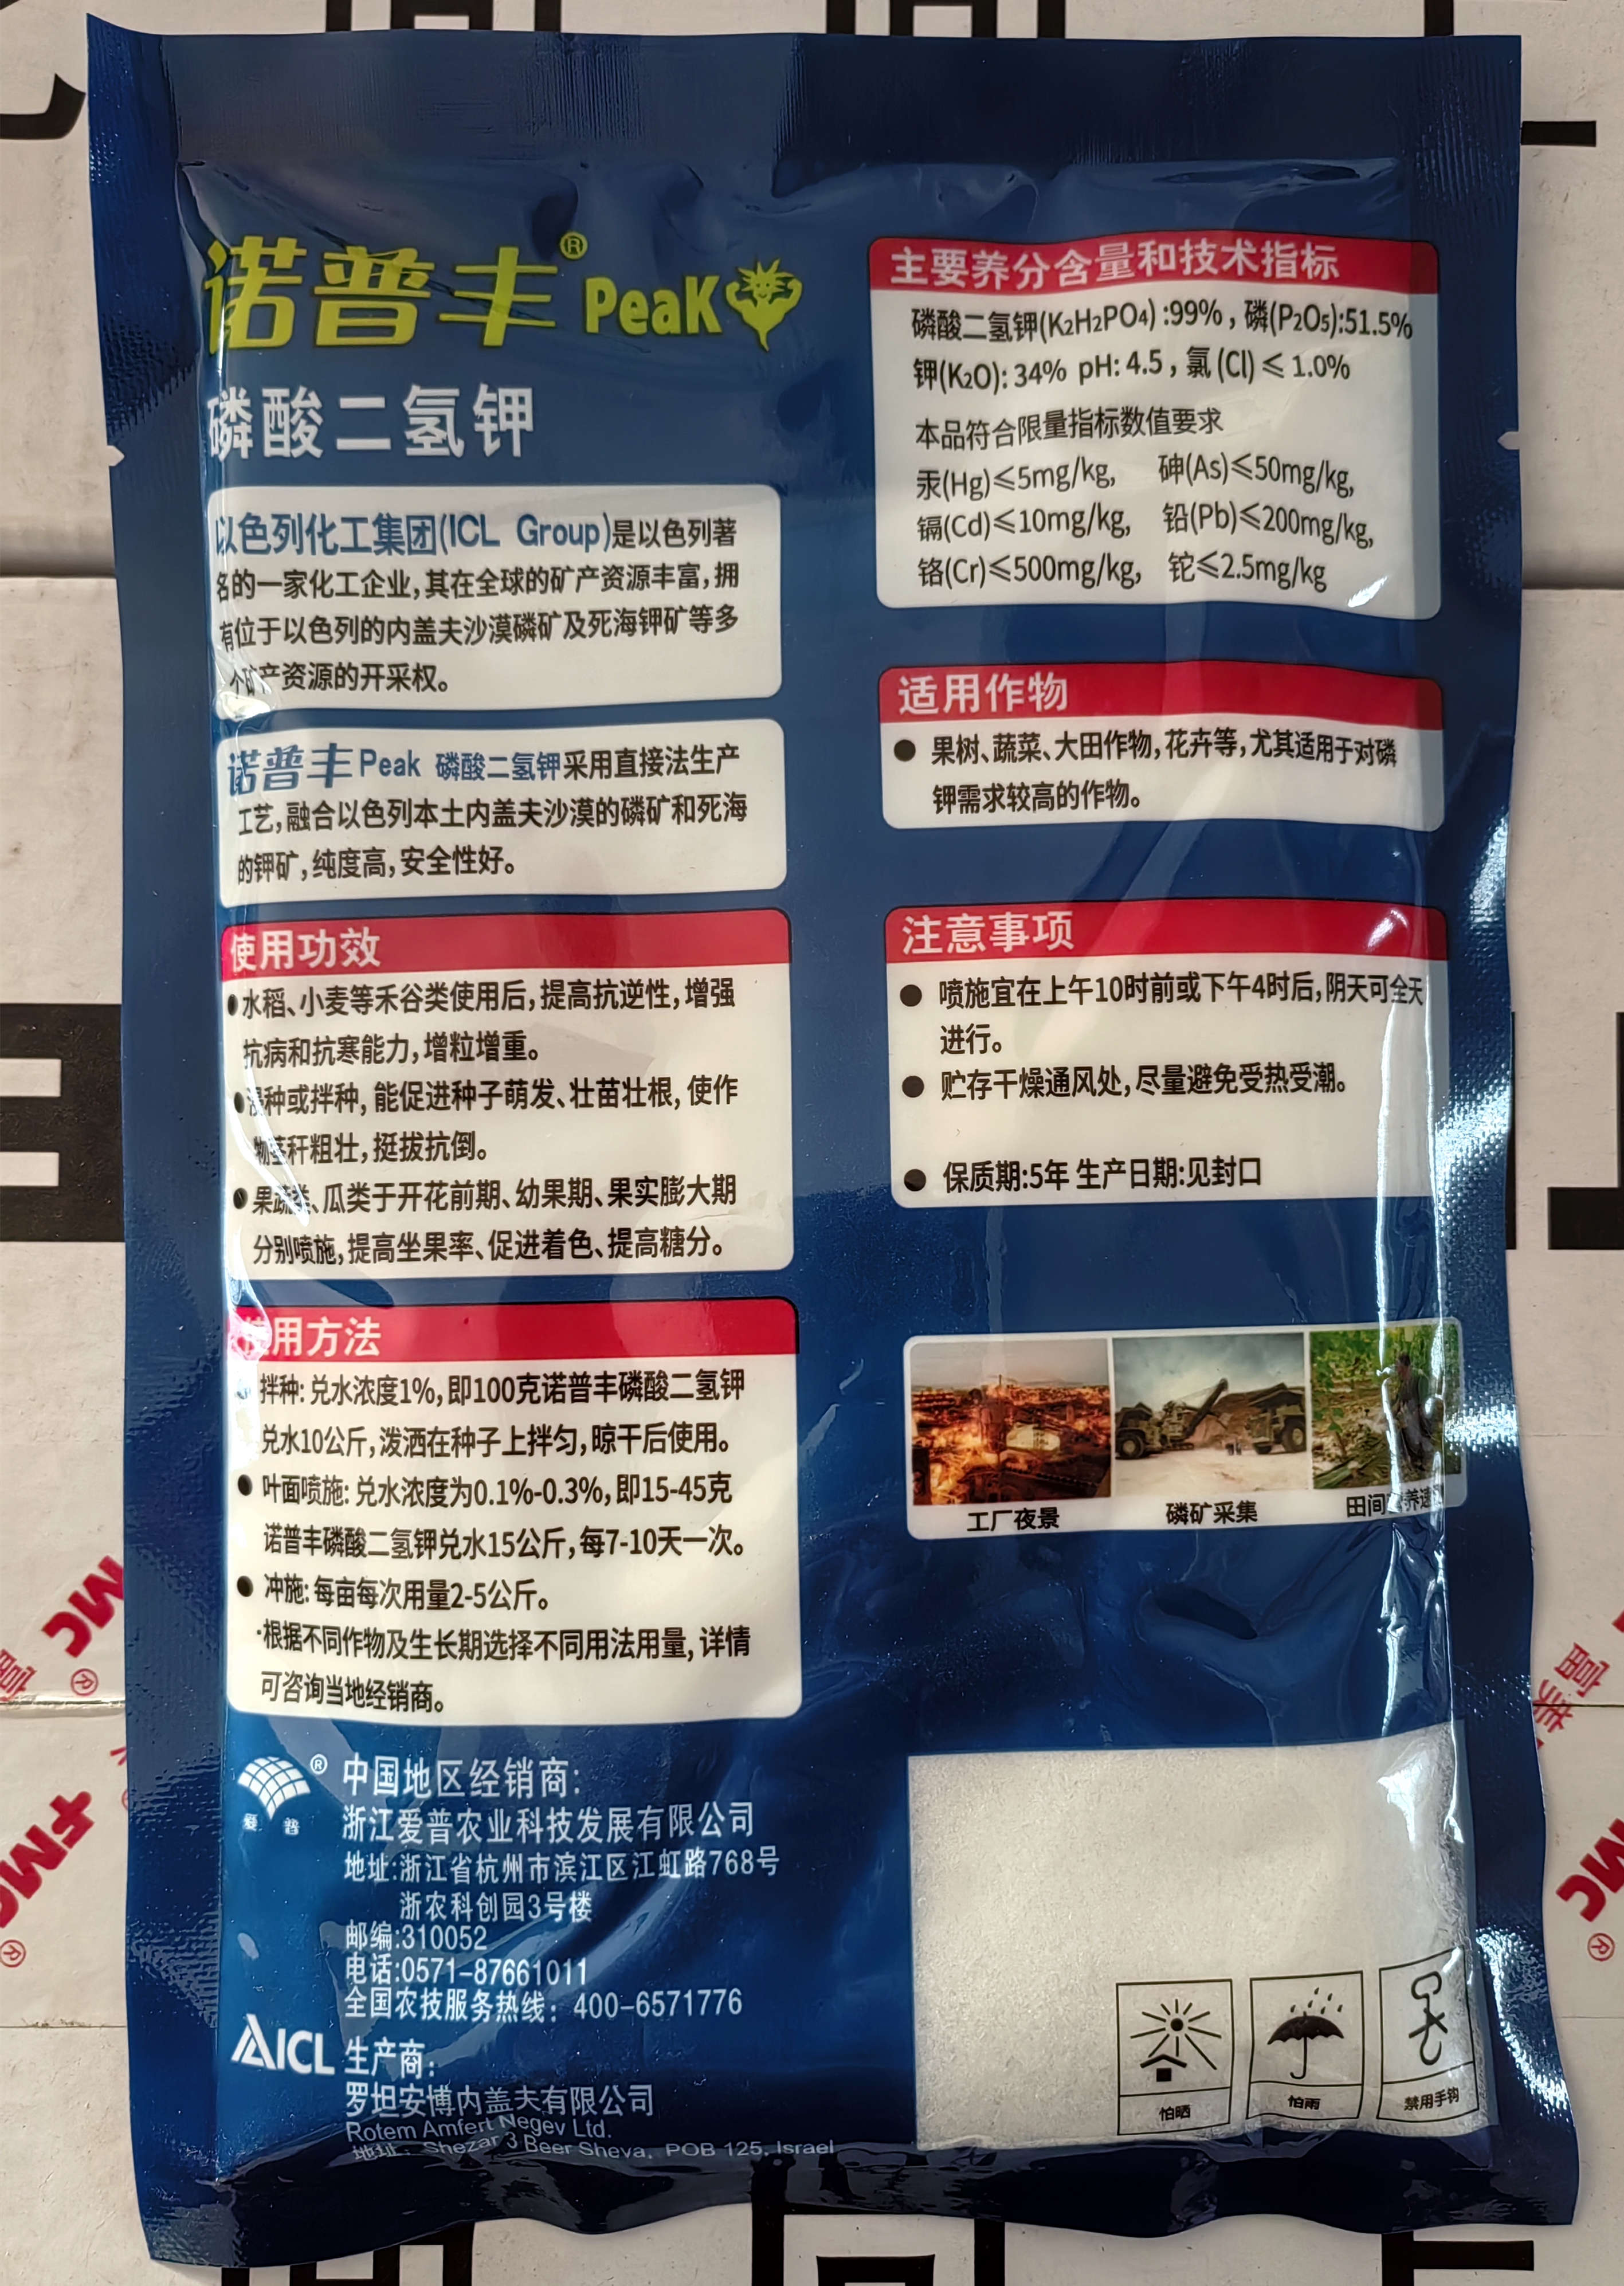 诺普丰® PeaK
磷酸二氢钾
以色列化工集团(ICL Group)是以色列著
名的一家化工企业,其在全球的矿产资源丰富,拥
有位于以色列的内盖夫沙漠磷矿及死海钾矿等多
个矿产资源的开采权。
诺普丰Peak 磷酸二氢钾采用直接法生产
工艺,融合以色列本土内盖夫沙漠的磷矿和死海
的钾矿,纯度高,安全性好。
使用功效
●水稻、小麦等禾谷类使用后,提高抗逆性,增强
抗病和抗寒能力,增粒增重。
●浸种或拌种,能促进种子萌发、壮苗壮根,使作
物茎秆粗壮,挺拔抗倒。
●果蔬类、瓜类于开花前期、幼果期、果实膨大期
分别喷施,提高坐果率、促进着色、提高糖分。
使用方法
●拌种:兑水浓度1%,即100克诺普丰磷酸二氢钾
兑水10公斤,泼洒在种子上拌匀,晾干后使用。
●叶面喷施:兑水浓度为0.1%-0.3%,即15-45克
诺普丰磷酸二氢钾兑水15公斤,每7-10天一次。
●冲施:每亩每次用量2-5公斤。
·根据不同作物及生长期选择不同用法用量,详情
可咨询当地经销商。
®
爱普
中国地区经销商:
浙江爱普农业科技发展有限公司
地址:浙江省杭州市滨江区江虹路768号
浙农科创园3号楼
邮编:310052
电话:0571-87661011
全国农技服务热线:400-6571776
ICL
生产商:
罗坦安博内盖夫有限公司
Rotem Amfert Negev Ltd.
地址:Shezar 3 Beer Sheva, POB 125, Israel
主要养分含量和技术指标
磷酸二氢钾(K₂H₂PO₄):99%,磷(P₂O₅):51.5%
钾(K₂O):34% pH:4.5,氯(Cl)≤1.0%
本品符合限量指标数值要求
汞(Hg)≤5mg/kg, 砷(As)≤50mg/kg,
镉(Cd)≤10mg/kg, 铅(Pb)≤200mg/kg,
铬(Cr)≤500mg/kg, 铊≤2.5mg/kg
适用作物
●果树、蔬菜、大田作物,花卉等,尤其适用于对磷
钾需求较高的作物。
注意事项
●喷施宜在上午10时前或下午4时后,阴天可全天
进行。
●贮存干燥通风处,尽量避免受热受潮。
●保质期:5年 生产日期:见封口
工厂夜景
磷矿采集
田间
怕晒
怕雨
禁用手钩
FMC®
FMC
富美